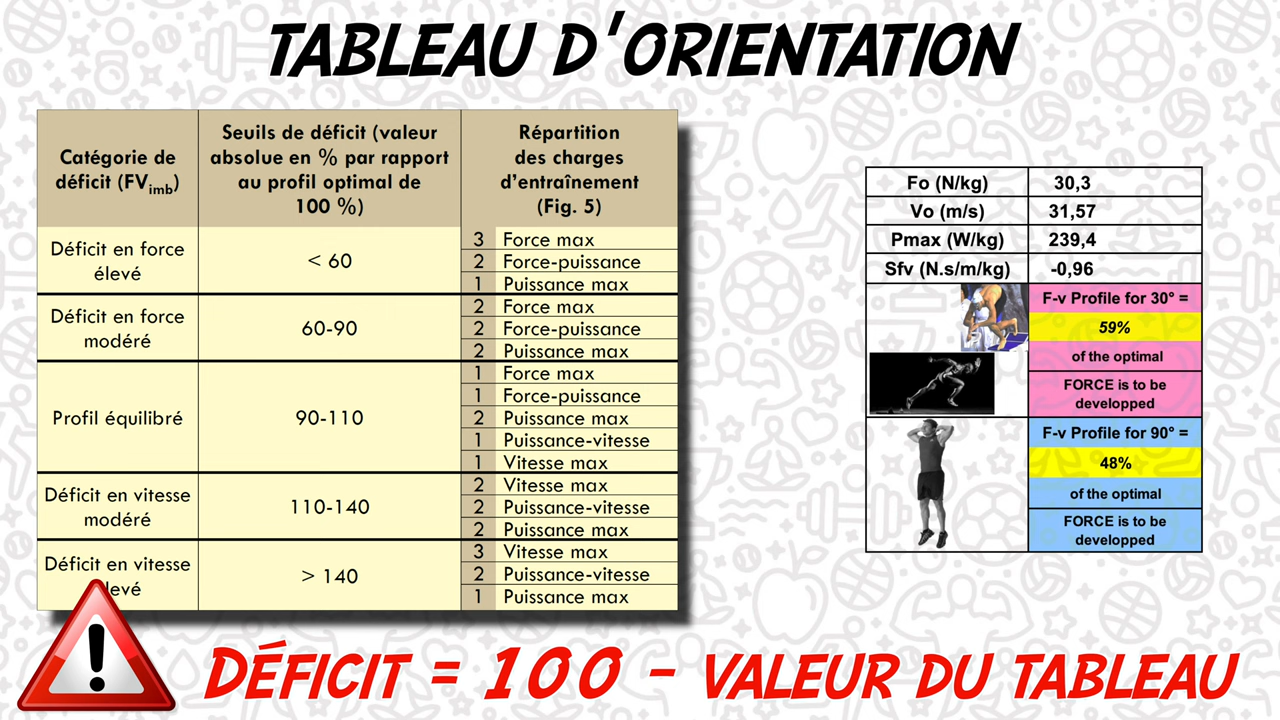 TABLEAU D'ORIENTATION
Catégorie de
déficit (FVimb)
Seuils de déficit (valeur
absolue en % par rapport
au profil optimal de
100 %)
Répartition
des charges
d'entraînement
(Fig. 5)
Déficit en force
élevé
< 60
3 Force max
2 Force-puissance
1 Puissance max
Déficit en force
modéré
60-90
2 Force max
2 Force-puissance
2 Puissance max
Profil équilibré
90-110
1 Force max
1 Force-puissance
2 Puissance max
1 Puissance-vitesse
1 Vitesse max
Déficit en vitesse
modéré
110-140
2 Vitesse max
2 Puissance-vitesse
2 Puissance max
Déficit en vitesse
levé
> 140
3 Vitesse max
2 Puissance-vitesse
1 Puissance max
Fo (N/kg) 30,3
Vo (m/s) 31,57
Pmax (W/kg) 239,4
Sfv (N.s/m/kg) -0,96
F-v Profile for 30° =
59%
of the optimal
FORCE is to be
developped
F-v Profile for 90° =
48%
of the optimal
FORCE is to be
developped
! DÉFICIT = 100 - VALEUR DU TABLEAU